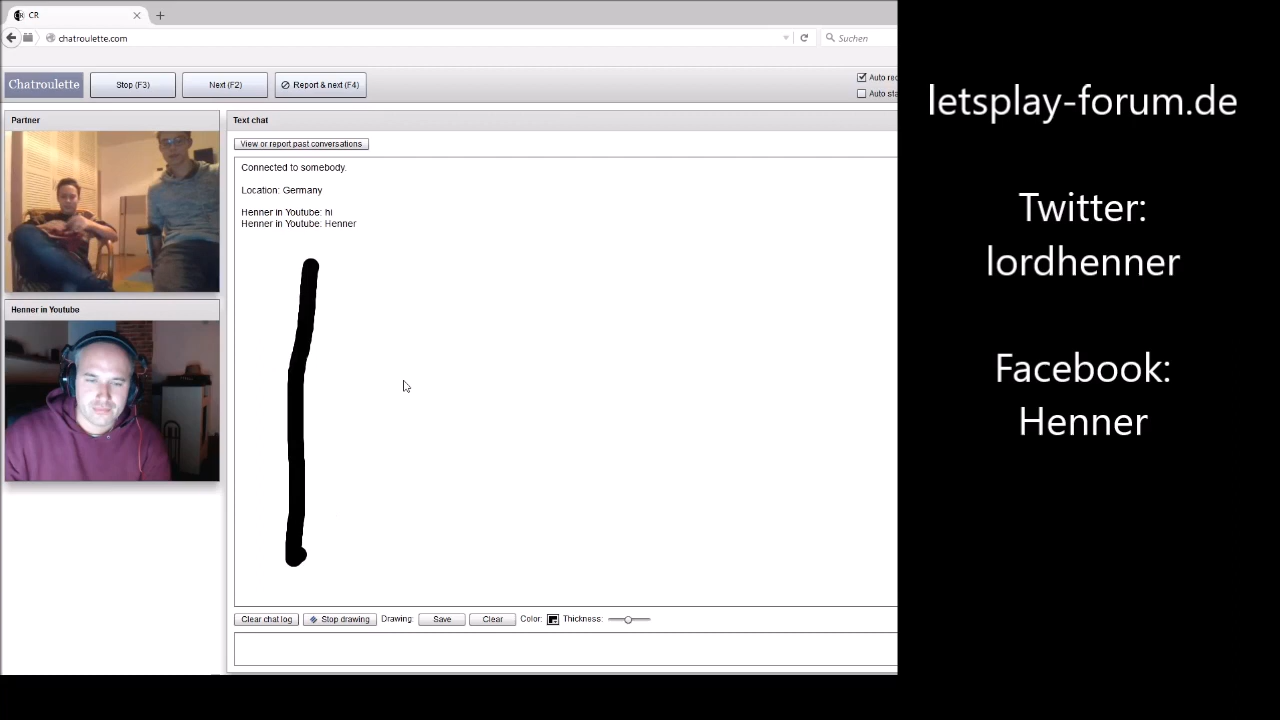 CR
chatroulette.com
Suchen
Chatroulette
Stop (F3)
Next (F2)
Report & next (F4)
Auto rec
Auto sta
Partner
Text chat
View or report past conversations
Connected to somebody.
Location: Germany
Henner in Youtube: hi
Henner in Youtube: Henner
Henner in Youtube
Clear chat log
Stop drawing
Drawing:
Save
Clear
Color:
Thickness:
letsplay-forum.de
Twitter:
lordhenner
Facebook:
Henner